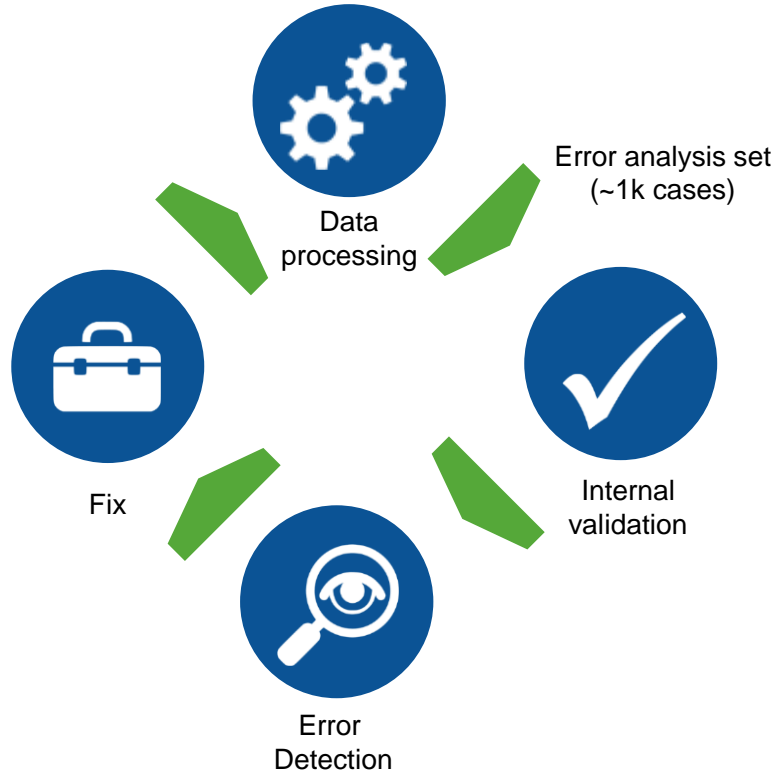 Data
processing
Error analysis set
(~1k cases)
Internal
validation
Fix
Error
Detection